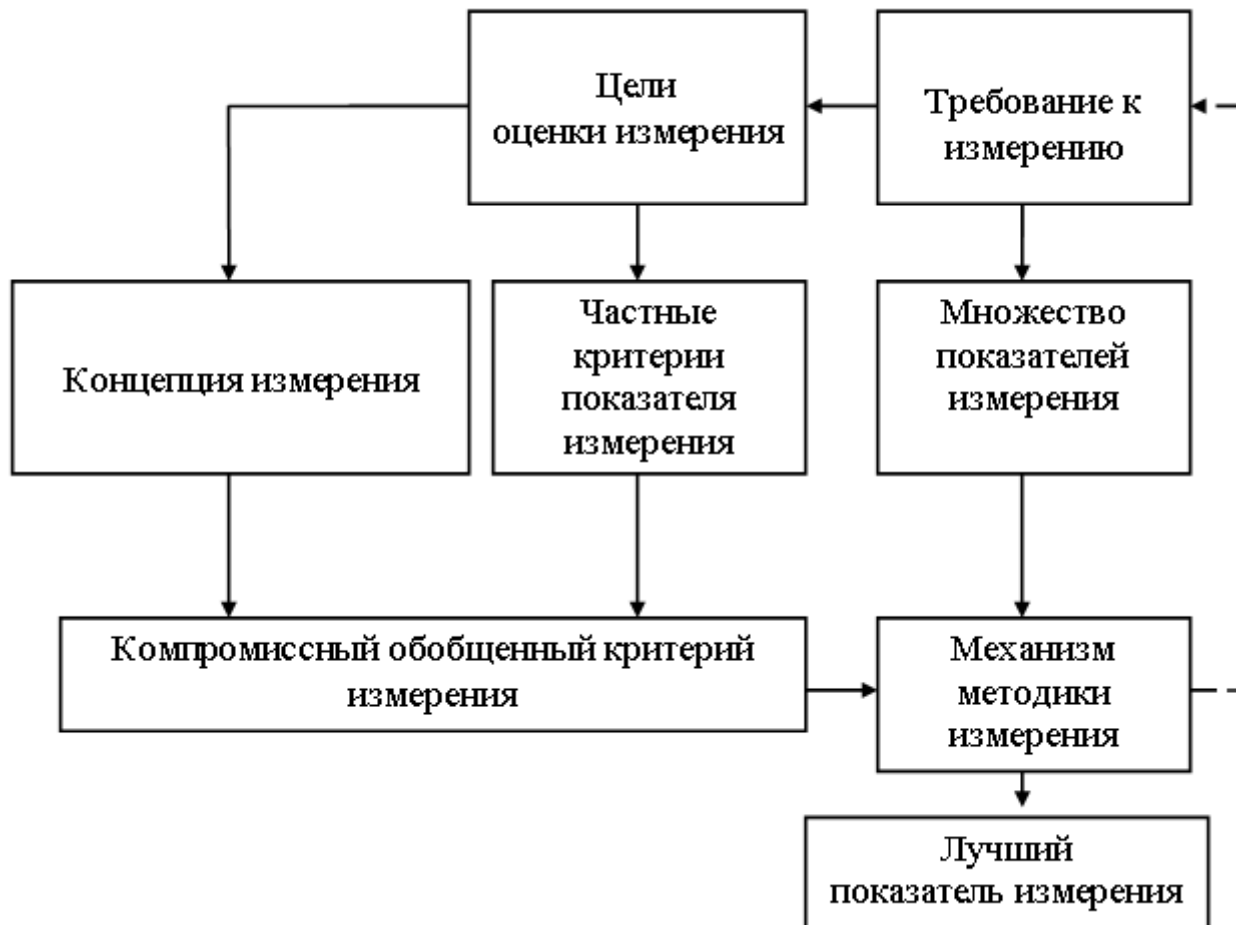 Цели
оценки измерения
Требование к
измерению
Концепция измерения
Частные
критерии
показателя
измерения
Множество
показателей
измерения
Компромиссный обобщенный критерий
измерения
Механизм
методики
измерения
Лучший
показатель измерения